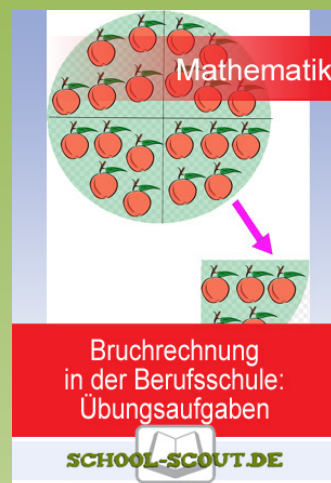 Mathematik
Bruchrechnung
in der Berufsschule:
Übungsaufgaben
SCHOOL-SCOUT.DE